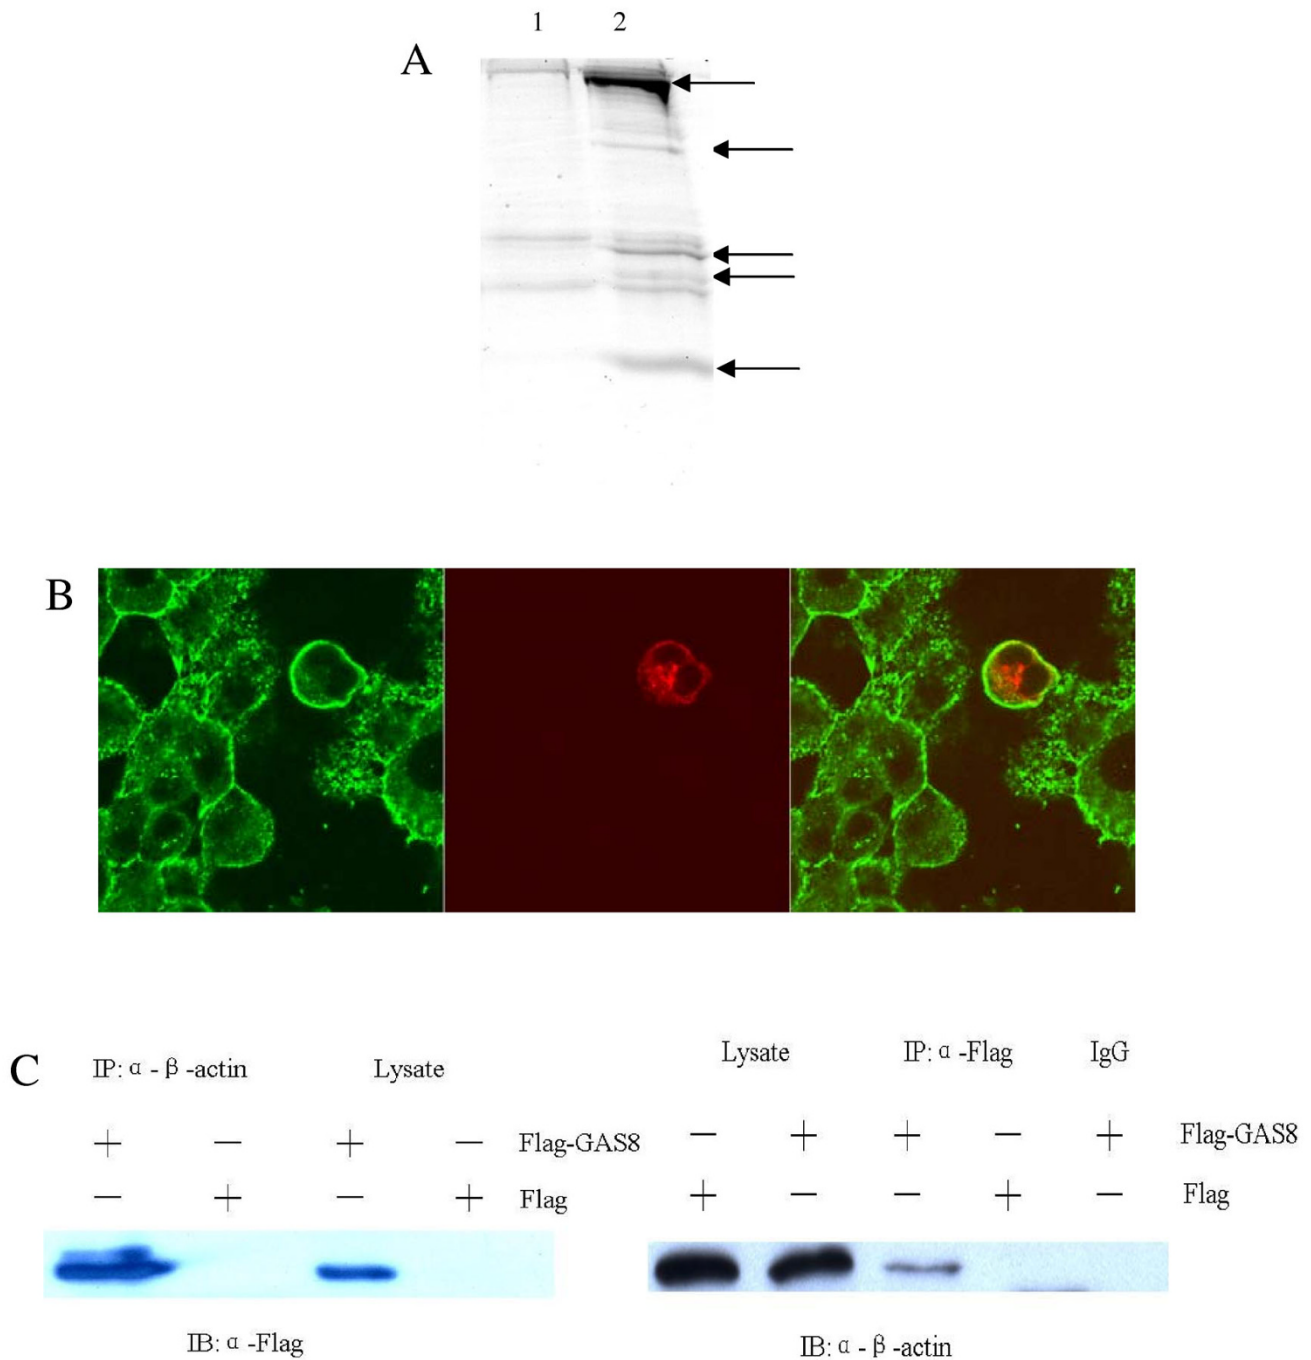 1 2
A
B
C
IP: α - β -actin Lysate
+ − + − Flag-GAS8
− + − + Flag
IB: α -Flag
Lysate IP: α -Flag IgG
− + + − + Flag-GAS8
+ − − + − Flag
IB: α - β -actin